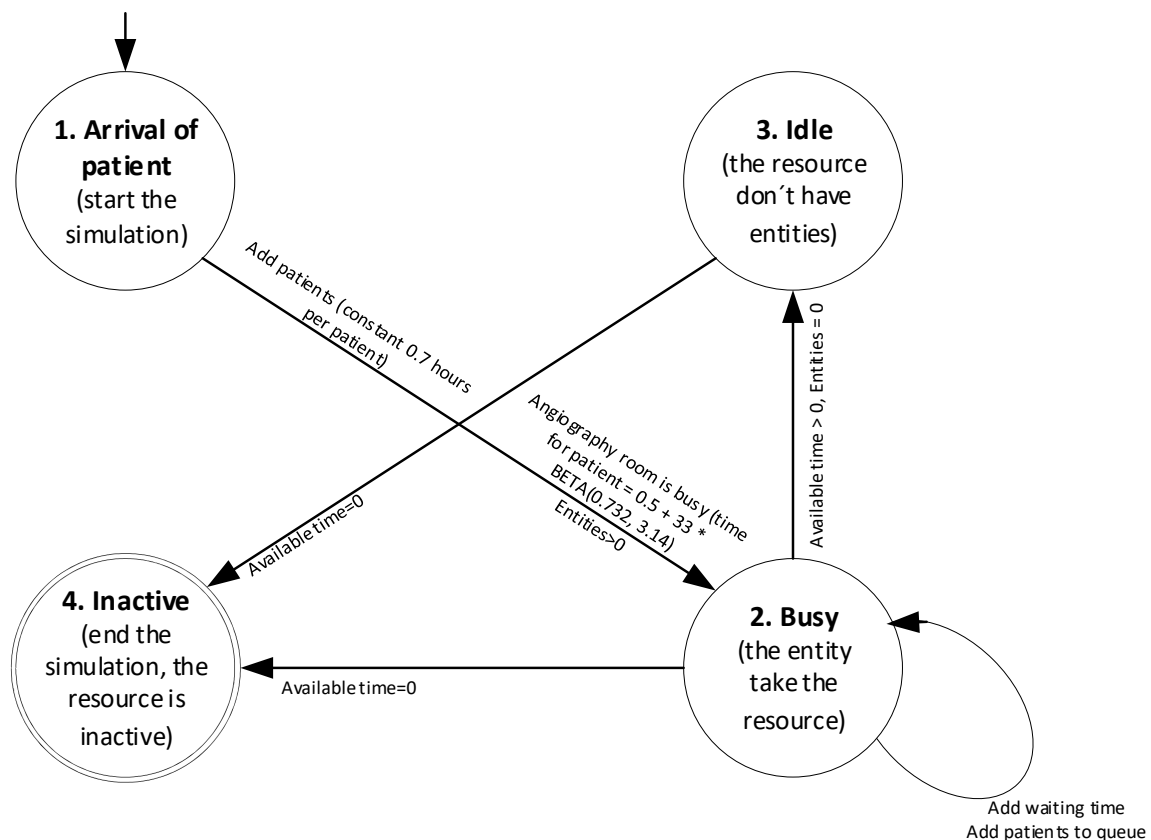 1. Arrival of
patient
(start the
simulation)
3. Idle
(the resource
don´t have
entities)
Add patients (constant 0.7 hours
per patient)
Angiography room is busy (time
for patient = 0.5 + 33 *
BETA(0.732, 3.14)
Entities>0
Available time > 0, Entities = 0
Available time=0
4. Inactive
(end the
simulation, the
resource is
inactive)
Available time=0
2. Busy
(the entity
take the
resource)
Add waiting time
Add patients to queue